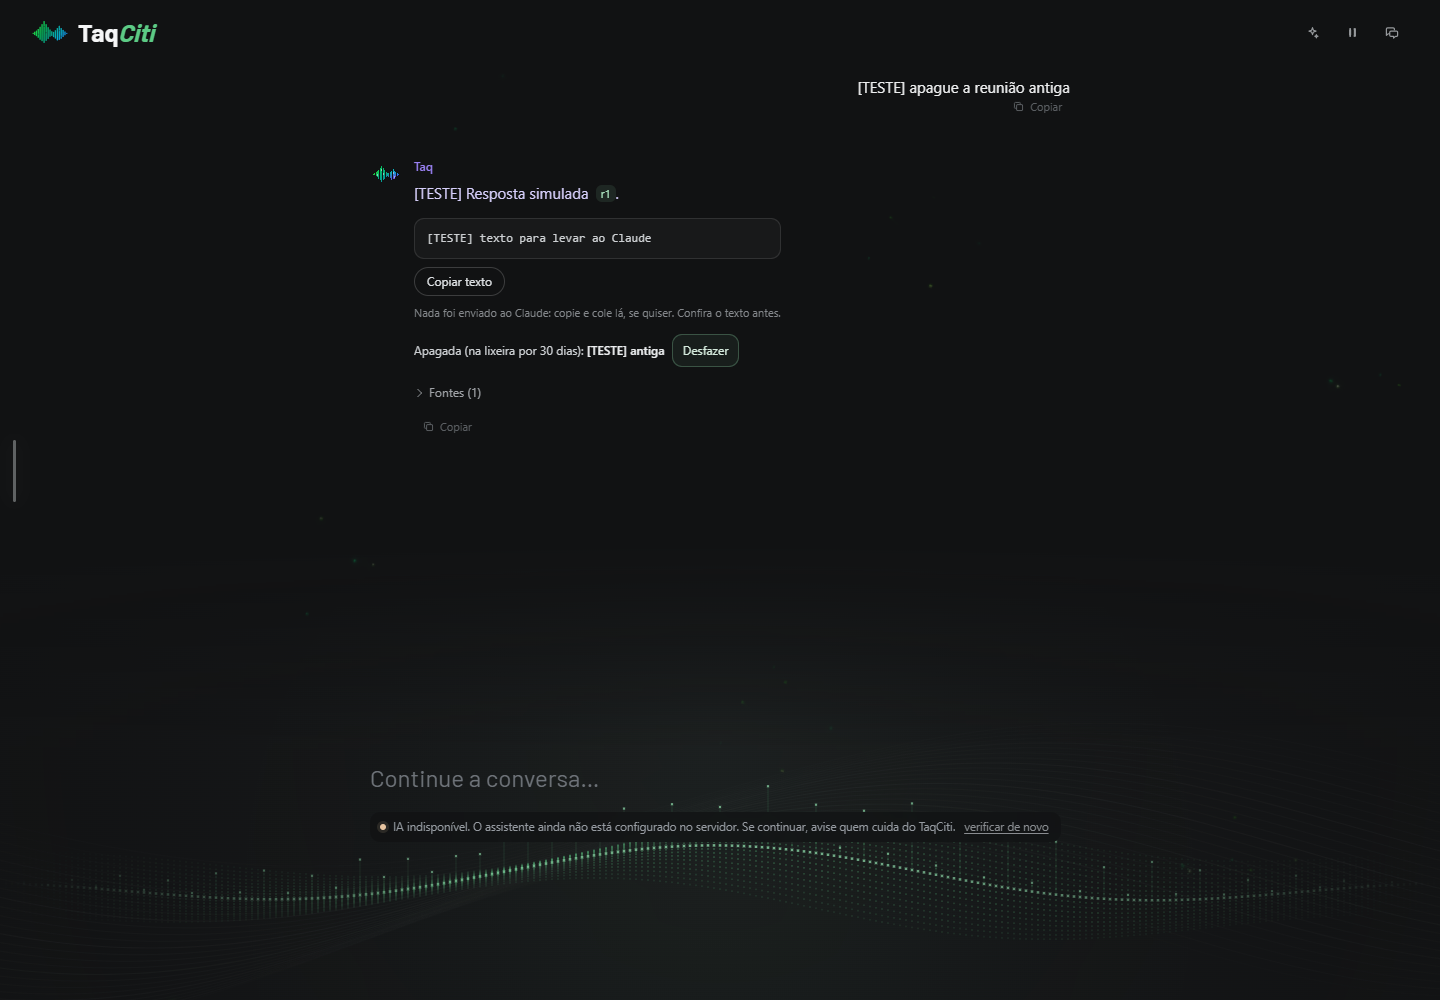 TaqCiti
[TESTE] apague a reunião antiga
Copiar
Taq
[TESTE] Resposta simulada r1.
[TESTE] texto para levar ao Claude
Copiar texto
Nada foi enviado ao Claude: copie e cole lá, se quiser. Confira o texto antes.
Apagada (na lixeira por 30 dias): [TESTE] antiga Desfazer
Fontes (1)
Copiar
Continue a conversa...
IA indisponível. O assistente ainda não está configurado no servidor. Se continuar, avise quem cuida do TaqCiti. verificar de novo